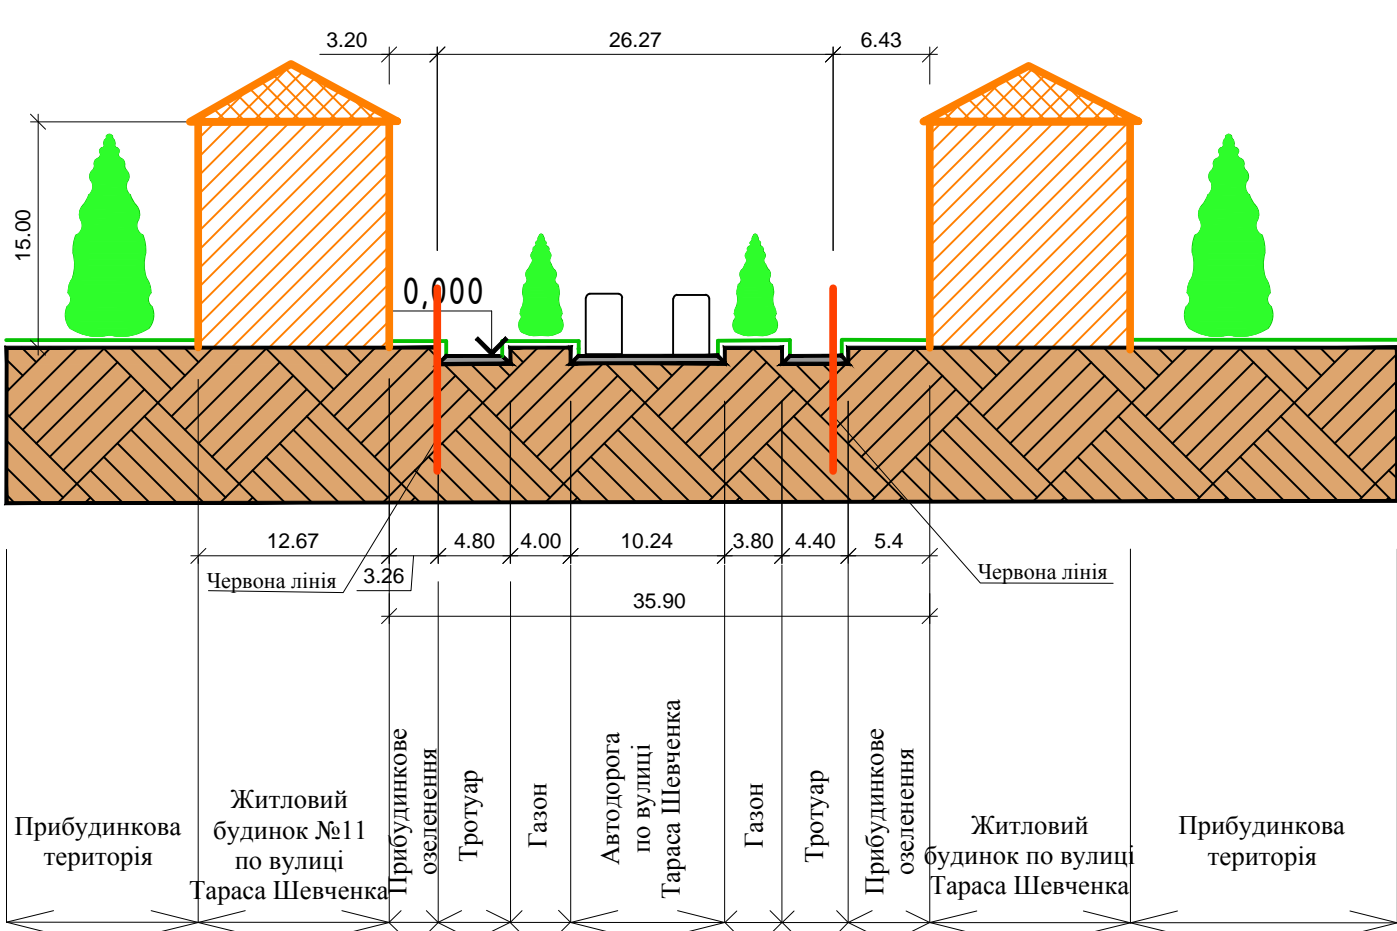 3.20
26.27
6.43
15.00
0,000
12.67
4.80
4.00
10.24
3.80
4.40
5.4
3.26
Червона лінія
Червона лінія
35.90
Прибудинкова
територія
Житловий
будинок №11
по вулиці
Тараса Шевченка
Прибудинкове
озеленення
Тротуар
Газон
Автодорога
по вулиці
Тараса Шевченка
Газон
Тротуар
Прибудинкове
озеленення
Житловий
будинок по вулиці
Тараса Шевченка
Прибудинкова
територія